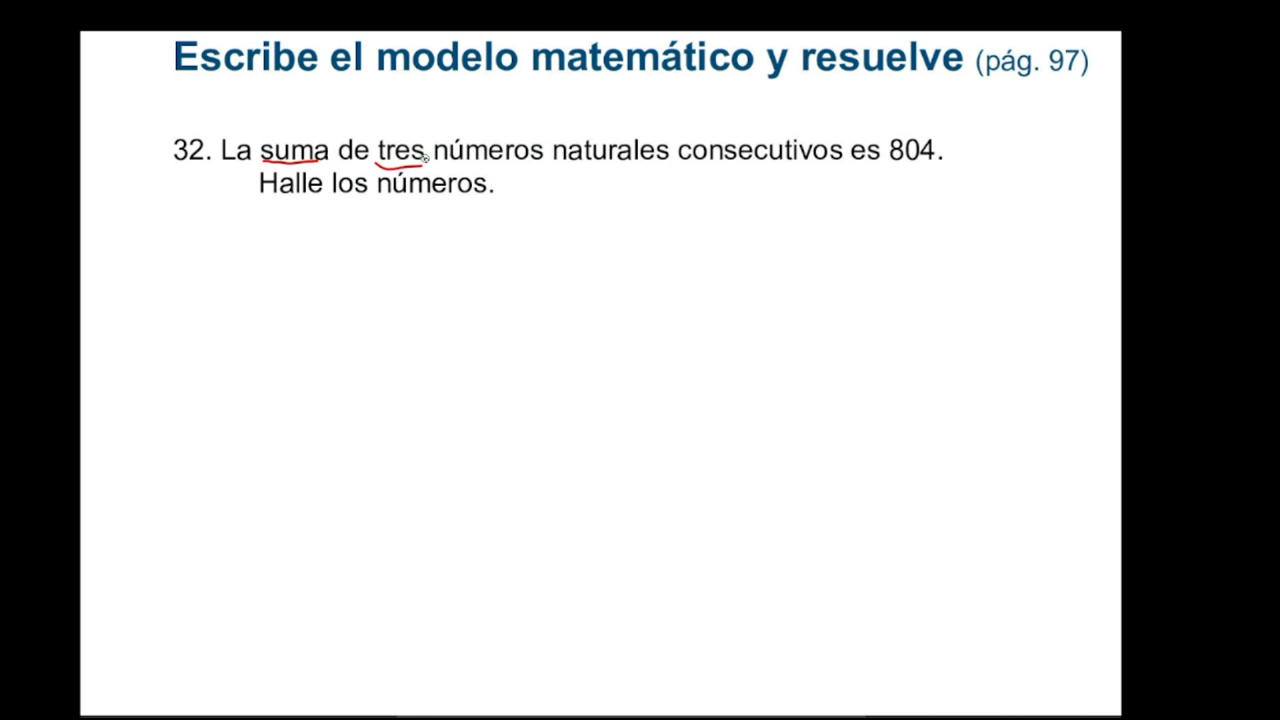 Escribe el modelo matemático y resuelve (pág. 97)
32. La suma de tres números naturales consecutivos es 804.
Halle los números.